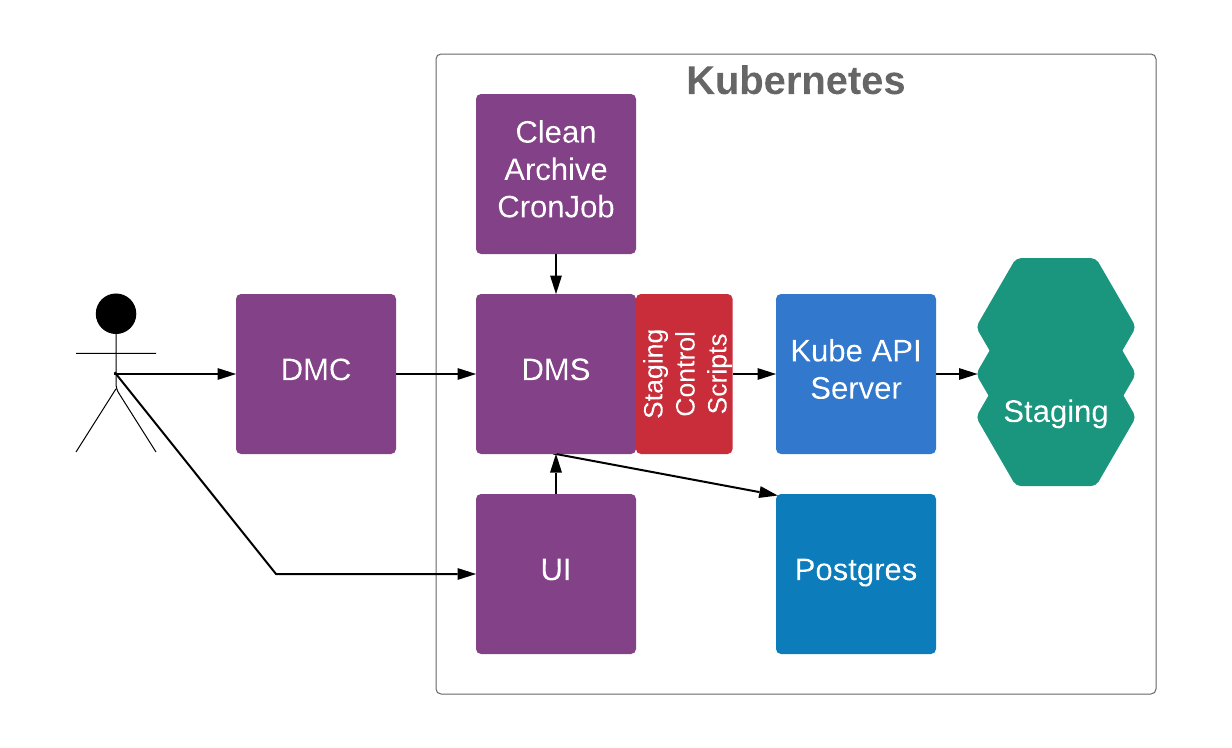 Kubernetes
Clean
Archive
CronJob
DMC
DMS
Staging
Control
Scripts
Kube API
Server
Staging
UI
Postgres